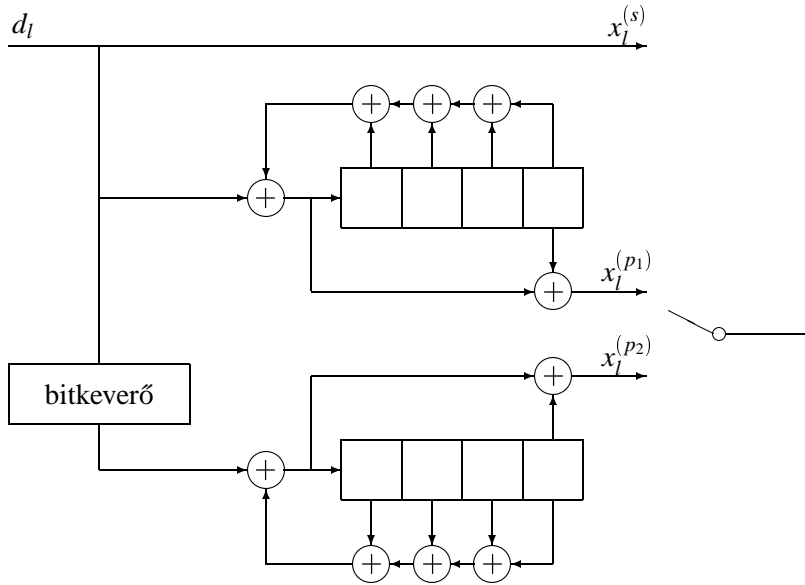 d_l
x_l^{(s)}
x_l^{(p_1)}
x_l^{(p_2)}
bitkeverő